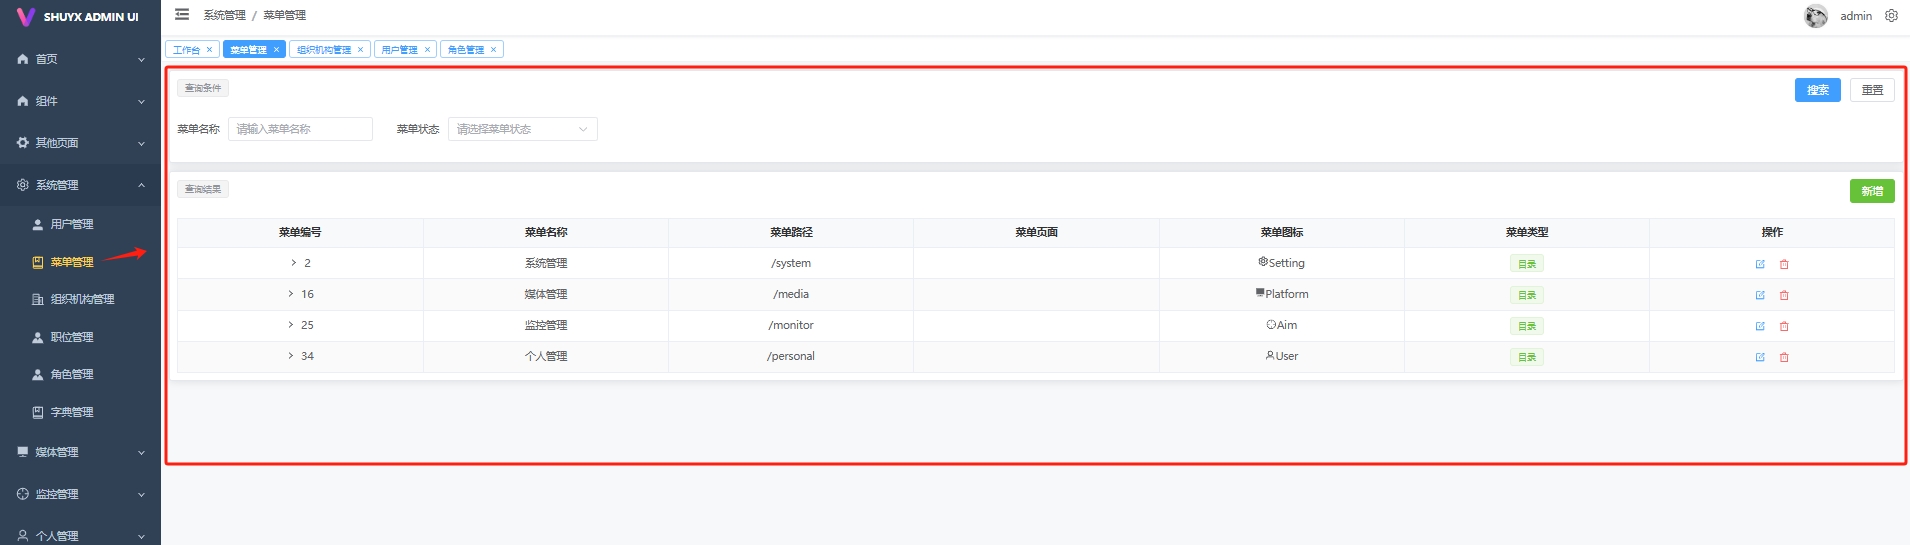 SHUYX ADMIN UI
系统管理 / 菜单管理
admin
工作台 × 菜单管理 × 组织机构管理 × 用户管理 × 角色管理 ×
首页
组件
其他页面
系统管理
用户管理
菜单管理
组织机构管理
职位管理
角色管理
字典管理
媒体管理
监控管理
个人管理
查询条件
搜索 重置
菜单名称 请输入菜单名称 菜单状态 请选择菜单状态
查询结果
新增
菜单编号 菜单名称 菜单路径 菜单页面 菜单图标 菜单类型 操作
2 系统管理 /system Setting 目录
16 媒体管理 /media Platform 目录
25 监控管理 /monitor Aim 目录
34 个人管理 /personal User 目录